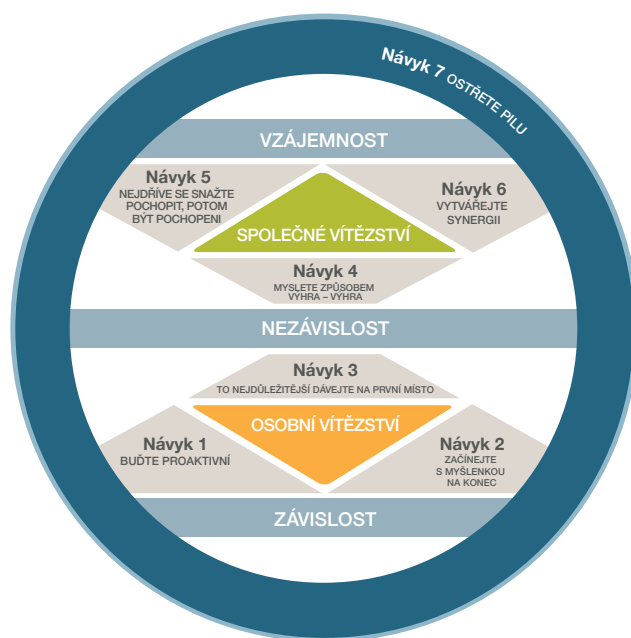 Návyk 7 OSTŘETE PILU
VZÁJEMNOST
Návyk 5
NEJDŘÍVE SE SNAŽTE
POCHOPIT, POTOM
BÝT POCHOPENI
Návyk 6
VYTVÁŘEJTE
SYNERGII
SPOLEČNÉ VÍTĚZSTVÍ
Návyk 4
MYSLETE ZPŮSOBEM
VÝHRA – VÝHRA
NEZÁVISLOST
Návyk 3
TO NEJDŮLEŽITĚJŠÍ DÁVEJTE NA PRVNÍ MÍSTO
OSOBNÍ VÍTĚZSTVÍ
Návyk 1
BUĎTE PROAKTIVNÍ
Návyk 2
ZAČÍNEJTE
S MYŠLENKOU
NA KONEC
ZÁVISLOST